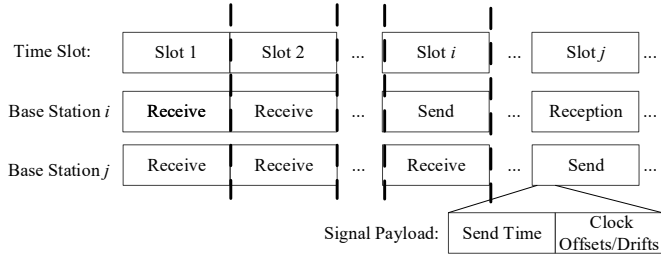 Time Slot: Slot 1 Slot 2 ... Slot i ... Slot j ...
Base Station i Receive Receive ... Send ... Reception ...
Base Station j Receive Receive ... Receive ... Send ...
Signal Payload: Send Time Clock Offsets/Drifts